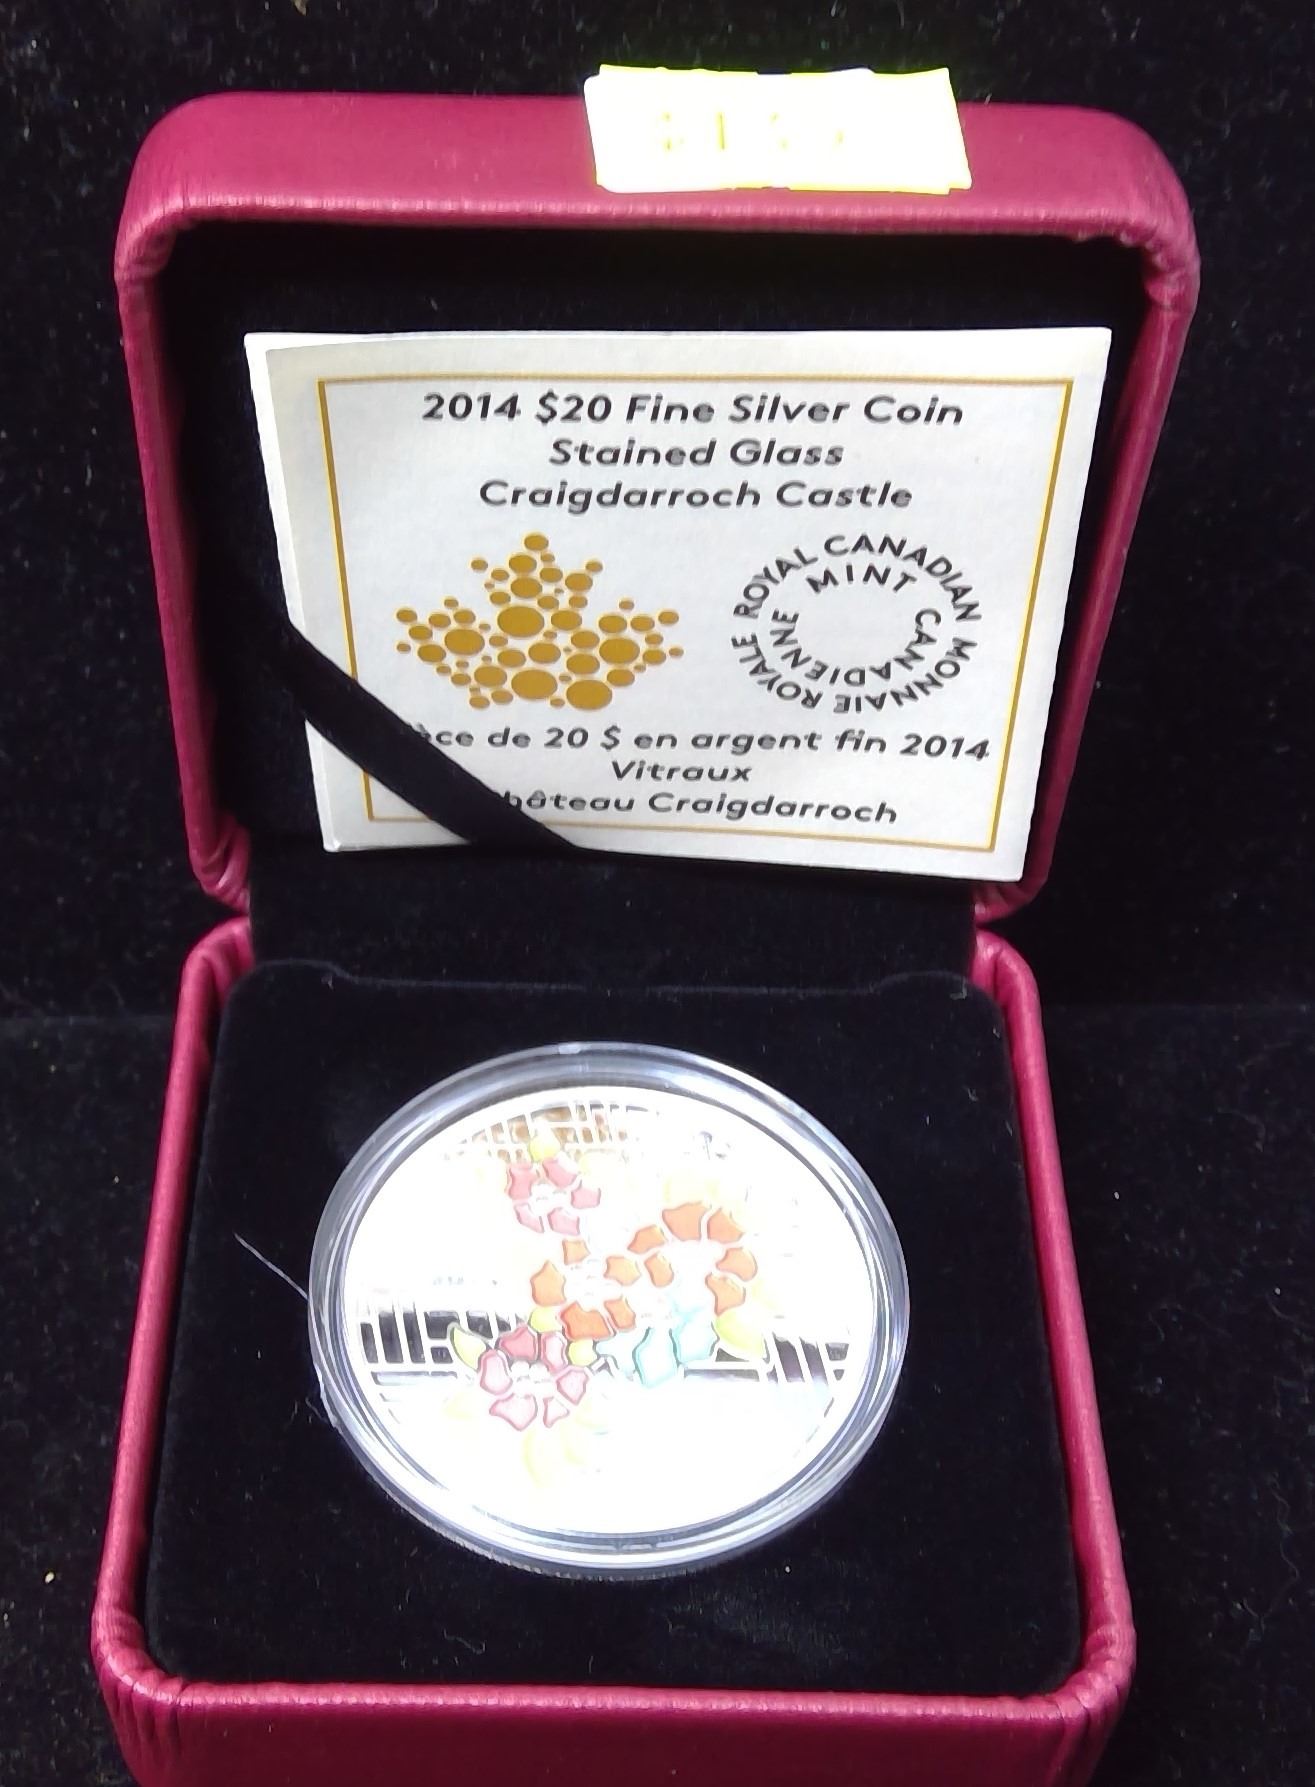 2014 $20 Fine Silver Coin
Stained Glass
Craigdarroch Castle
ROYAL CANADIAN MINT
MONNAIE ROYALE CANADIENNE
de 20 $ en argent fin 2014
Vitraux
Craigdarroch